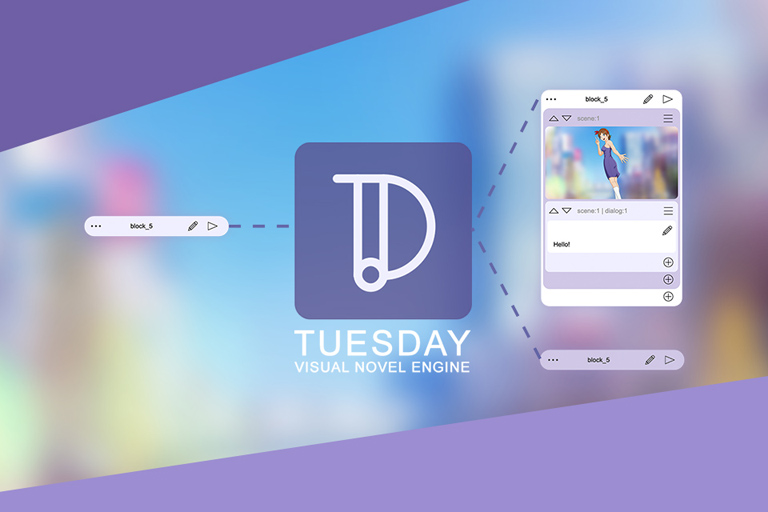 block_5
TUESDAY
VISUAL NOVEL ENGINE
block_5
scene:1
scene:1 | dialog:1
Hello!
block_5